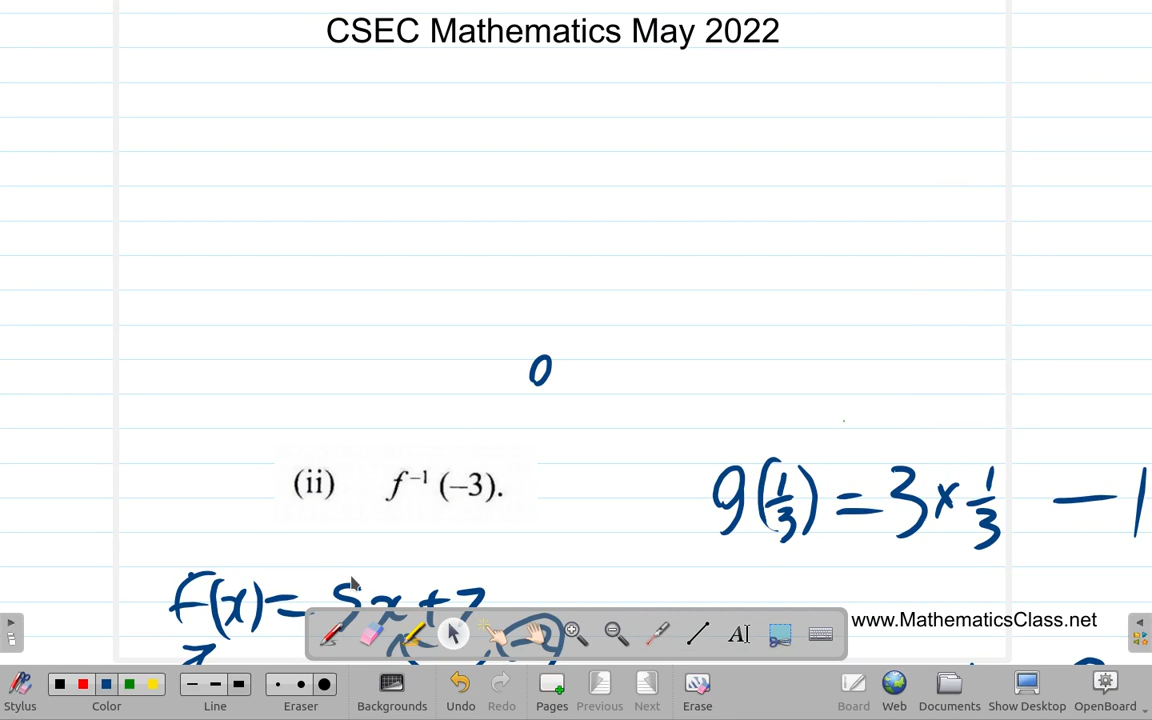 CSEC Mathematics May 2022
0
(ii) f⁻¹ (–3).
g(1/3) = 3 × 1/3 — 1
f(x) = 5x + 7
www.MathematicsClass.net
Stylus Color Line Eraser Backgrounds Undo Redo Pages Previous Next Erase Board Web Documents Show Desktop OpenBoard